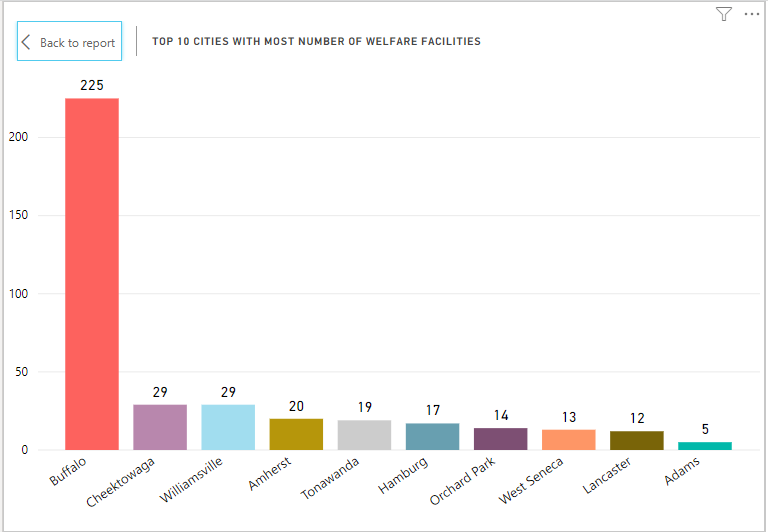 Back to report
TOP 10 CITIES WITH MOST NUMBER OF WELFARE FACILITIES
225
200
150
100
50
0
29
29
20
19
17
14
13
12
5
Buffalo
Cheektowaga
Williamsville
Amherst
Tonawanda
Hamburg
Orchard Park
West Seneca
Lancaster
Adams